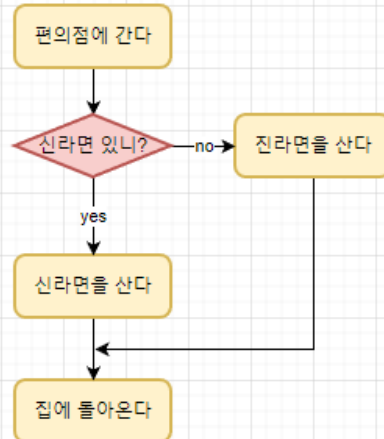 편의점에 간다
신라면 있니?
no
진라면을 산다
yes
신라면을 산다
집에 돌아온다